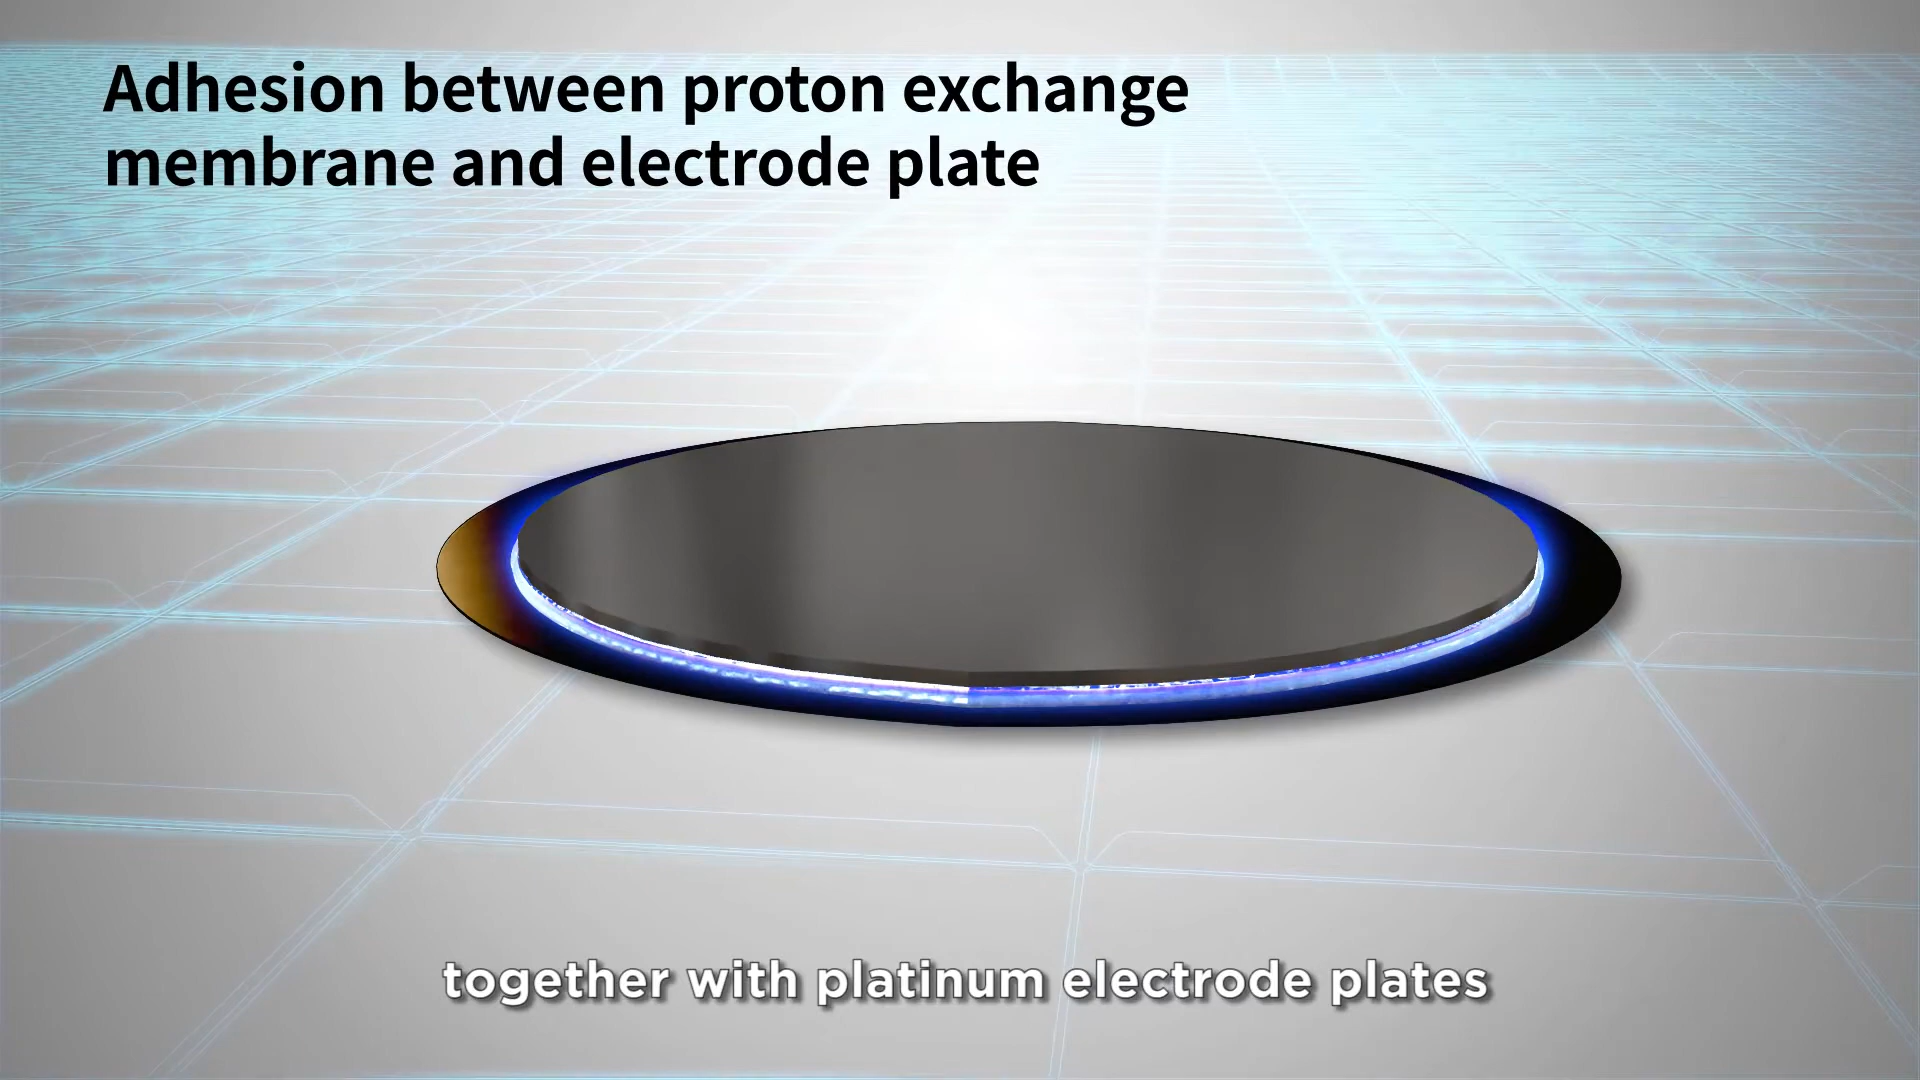 Adhesion between proton exchange
membrane and electrode plate
together with platinum electrode plates